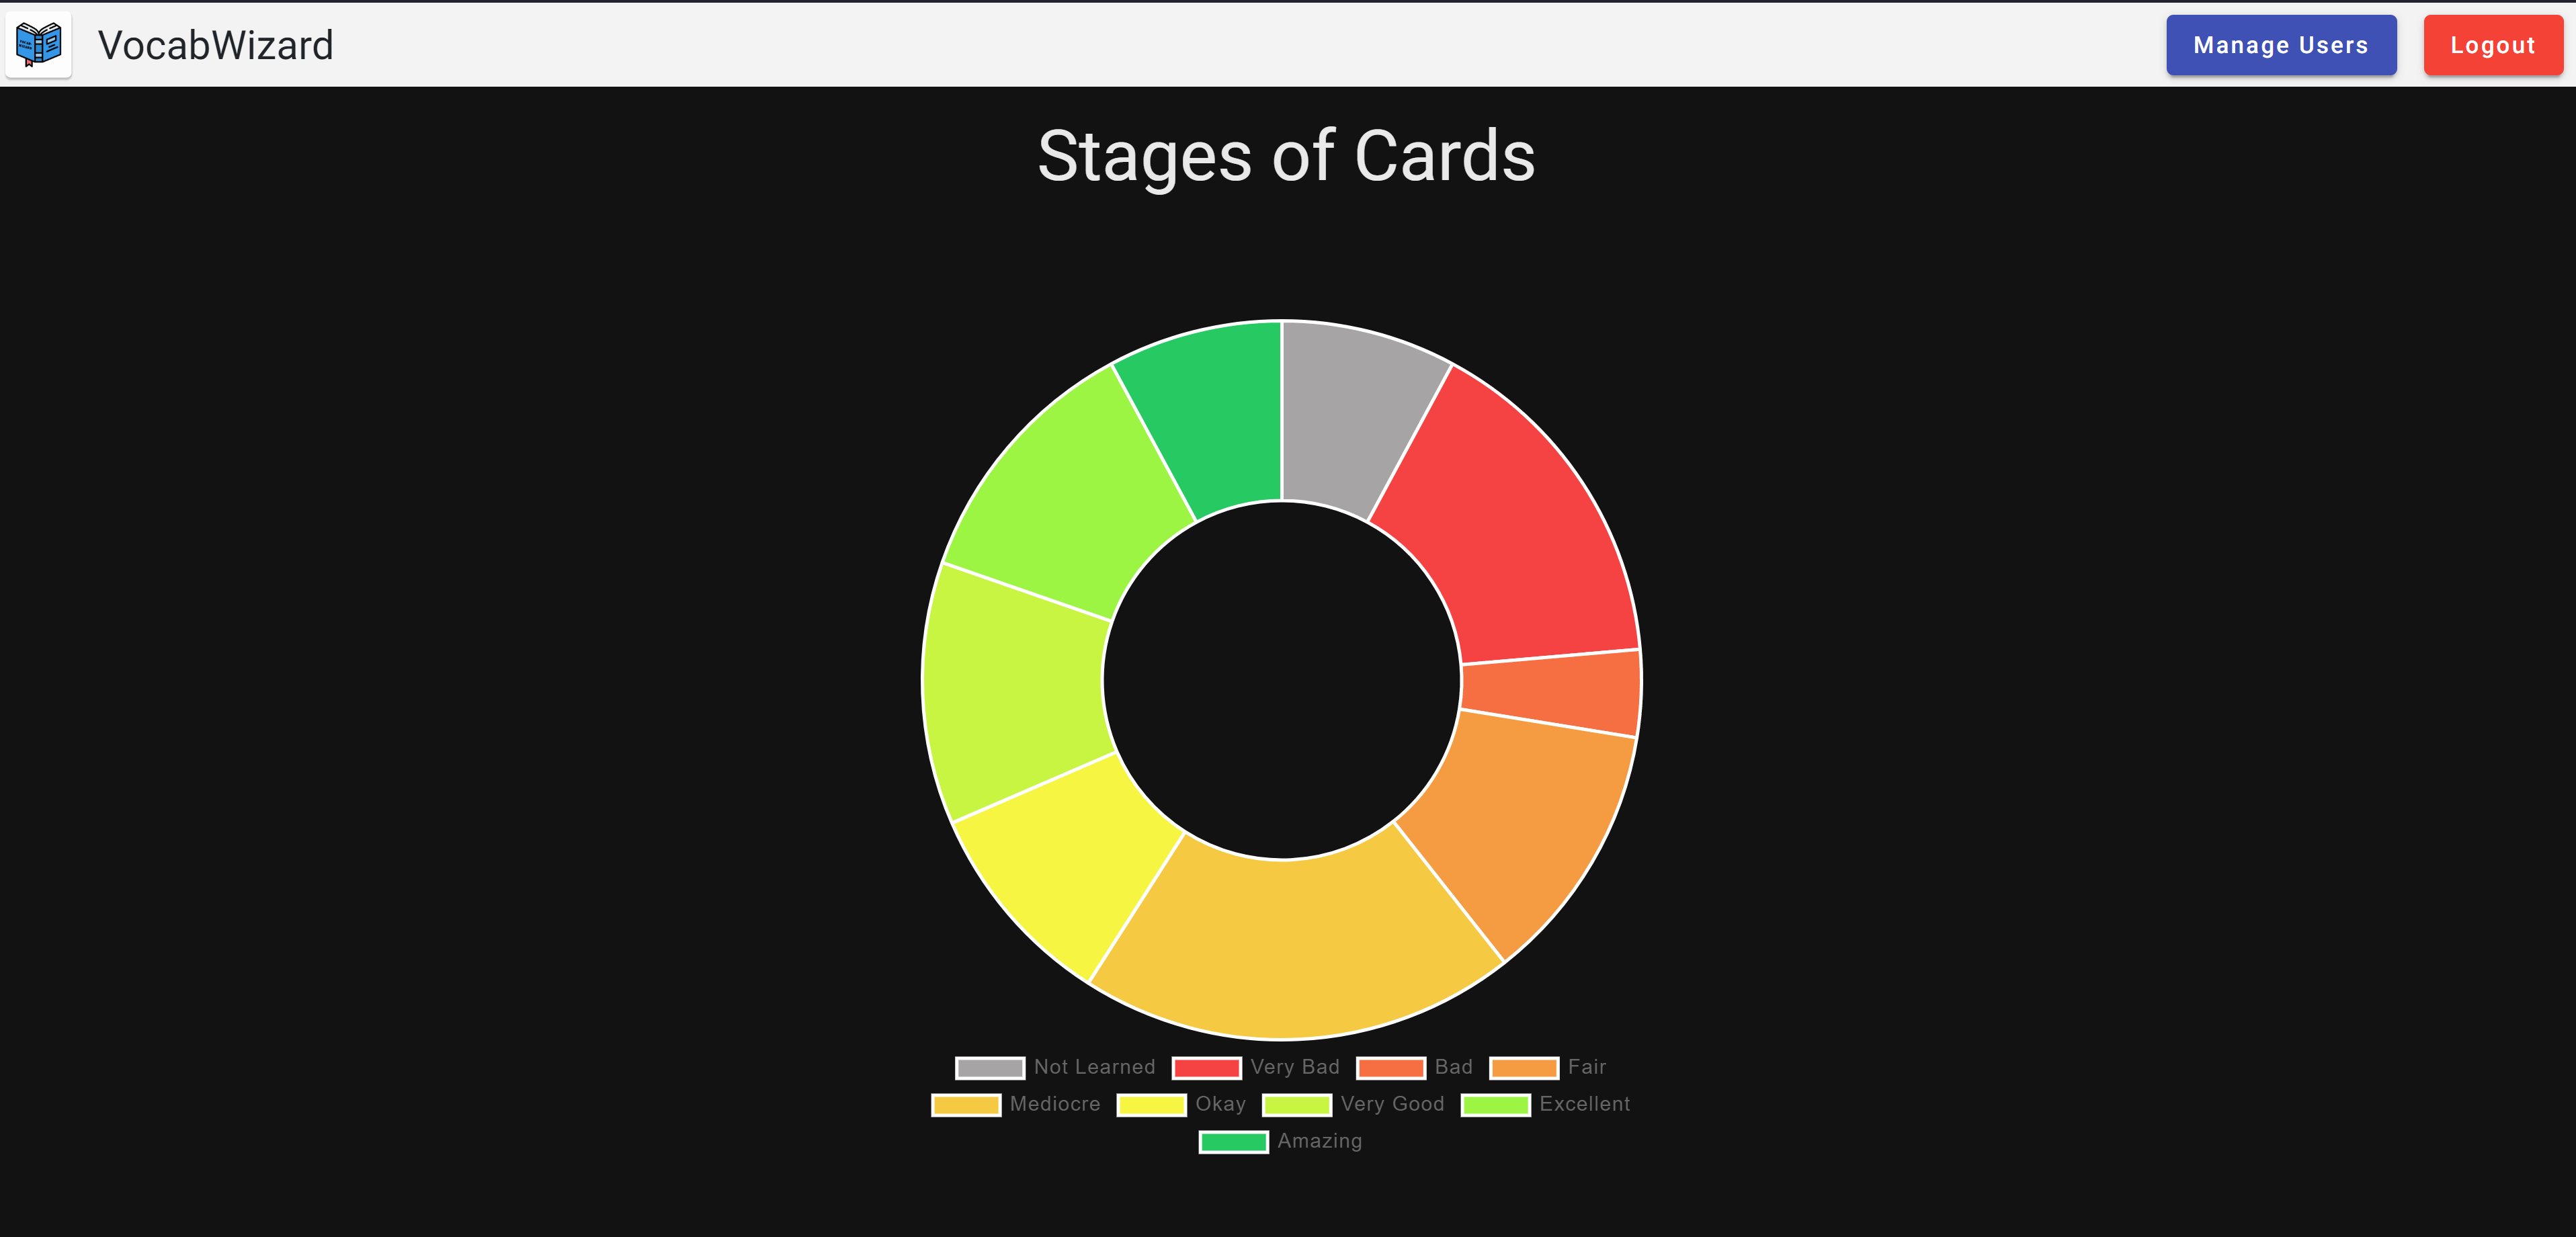 VocabWizard
Manage Users
Logout
Stages of Cards
Not Learned Very Bad Bad Fair
Mediocre Okay Very Good Excellent
Amazing